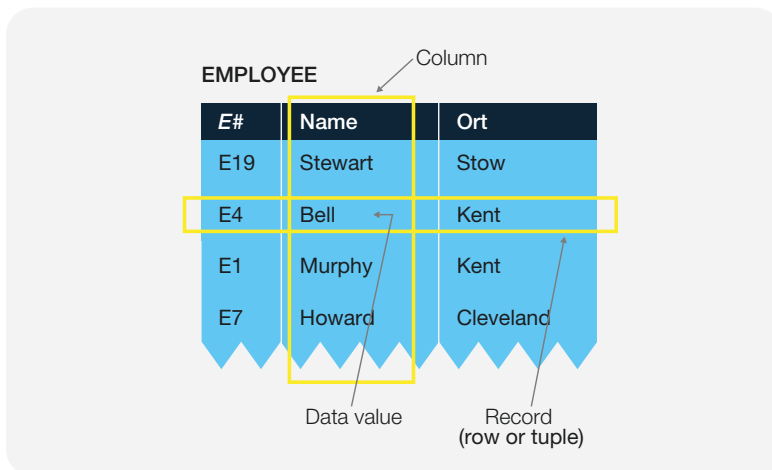 Column
EMPLOYEE
E# Name Ort
E19 Stewart Stow
E4 Bell Kent
E1 Murphy Kent
E7 Howard Cleveland
Data value
Record
(row or tuple)